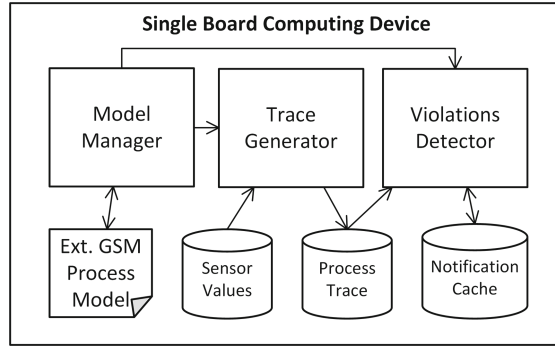 Single Board Computing Device
Model
Manager
Trace
Generator
Violations
Detector
Ext. GSM
Process
Model
Sensor
Values
Process
Trace
Notification
Cache